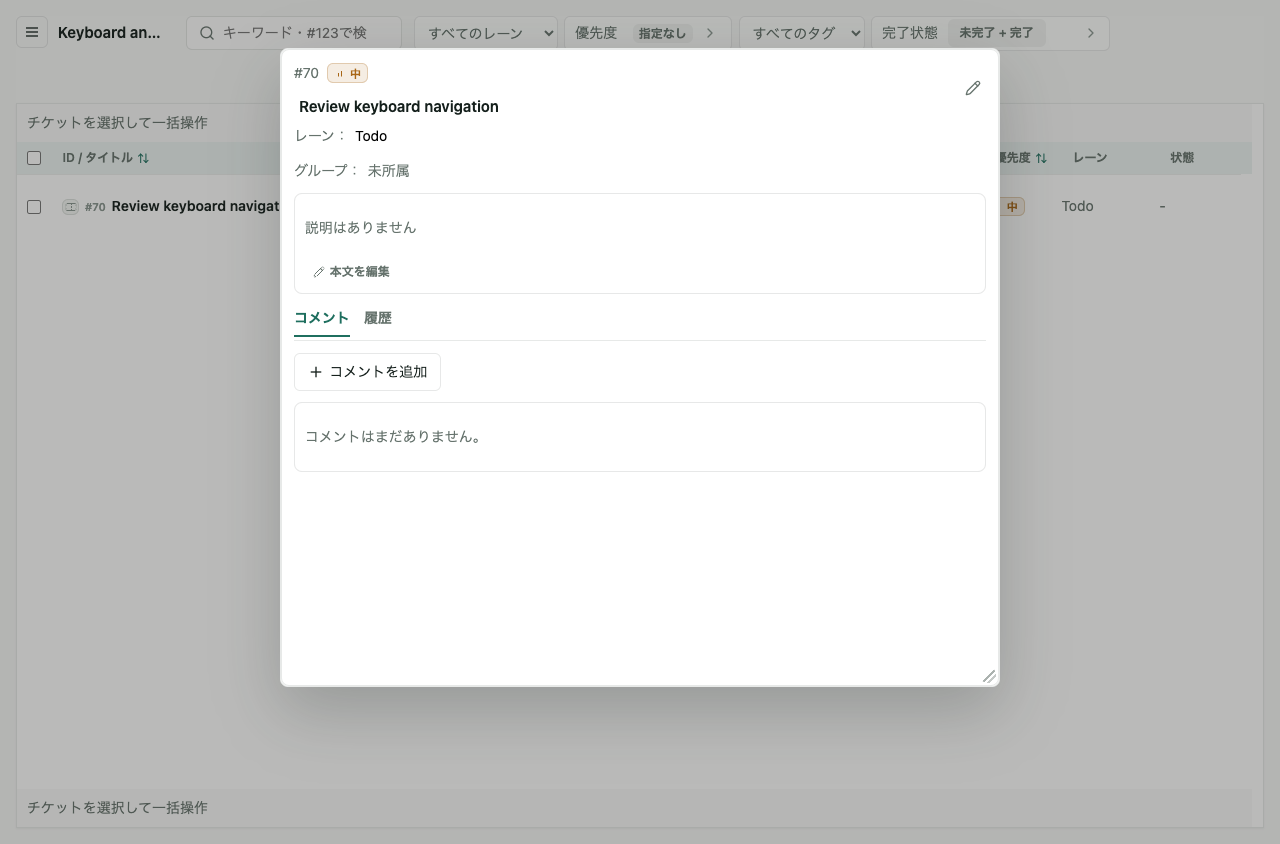 Keyboard an...
キーワード・#123で検
すべてのレーン
優先度 指定なし
すべてのタグ
完了状態 未完了 + 完了
チケットを選択して一括操作
ID / タイトル
優先度
レーン
状態
#70 Review keyboard navigat
中
Todo
-
#70 中
Review keyboard navigation
レーン： Todo
グループ： 未所属
説明はありません
本文を編集
コメント 履歴
コメントを追加
コメントはまだありません。
チケットを選択して一括操作